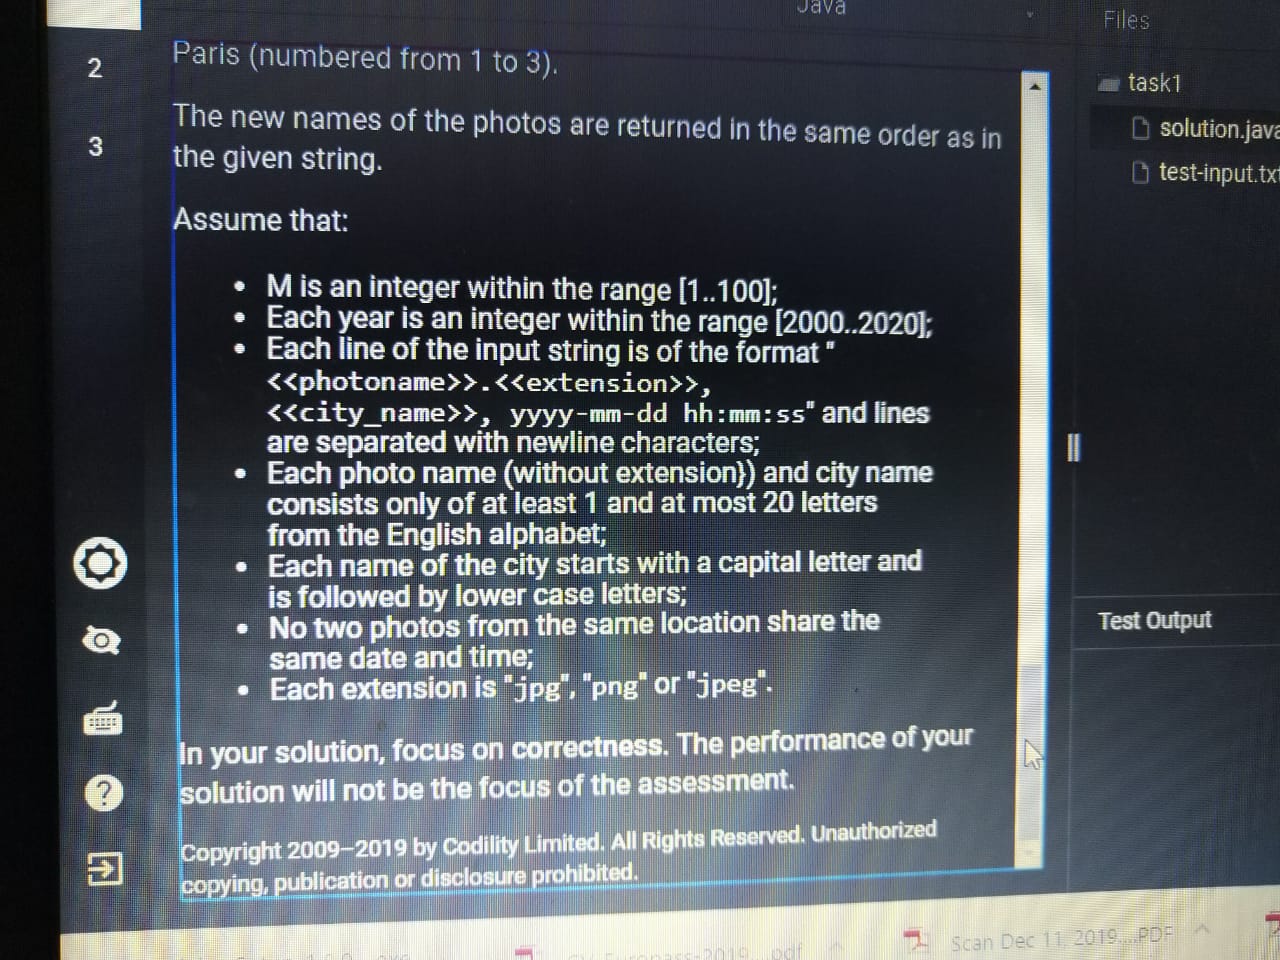 Java
Files
2
Paris (numbered from 1 to 3).
task1
The new names of the photos are returned in the same order as in
solution.java
3
the given string.
test-input.txt
Assume that:
• M is an integer within the range [1..100];
• Each year is an integer within the range [2000..2020];
• Each line of the input string is of the format "
<<photoname>>.<<extension>>,
<<city_name>>, yyyy-mm-dd hh:mm:ss" and lines
are separated with newline characters;
• Each photo name (without extension}) and city name
consists only of at least 1 and at most 20 letters
from the English alphabet;
• Each name of the city starts with a capital letter and
is followed by lower case letters;
• No two photos from the same location share the
same date and time;
• Each extension is "jpg", "png" or "jpeg".
Test Output
In your solution, focus on correctness. The performance of your
solution will not be the focus of the assessment.
Copyright 2009–2019 by Codility Limited. All Rights Reserved. Unauthorized
copying, publication or disclosure prohibited.
Scan Dec 11, 2019....PDF